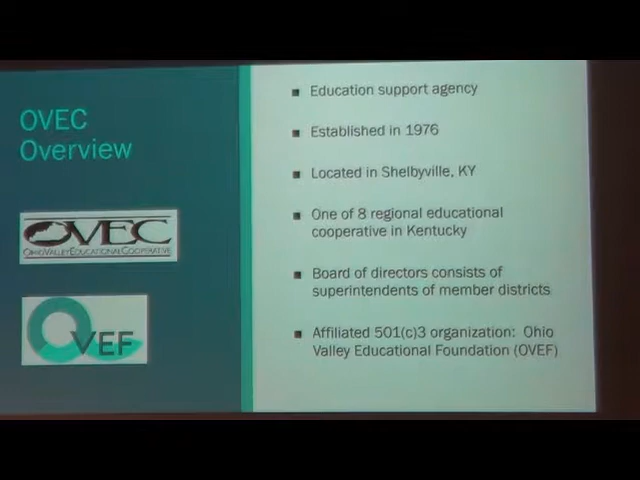 OVEC
Overview
OVEC
OHIO VALLEY EDUCATIONAL COOPERATIVE
OVEF
Education support agency
Established in 1976
Located in Shelbyville, KY
One of 8 regional educational
cooperative in Kentucky
Board of directors consists of
superintendents of member districts
Affiliated 501(c)3 organization: Ohio
Valley Educational Foundation (OVEF)